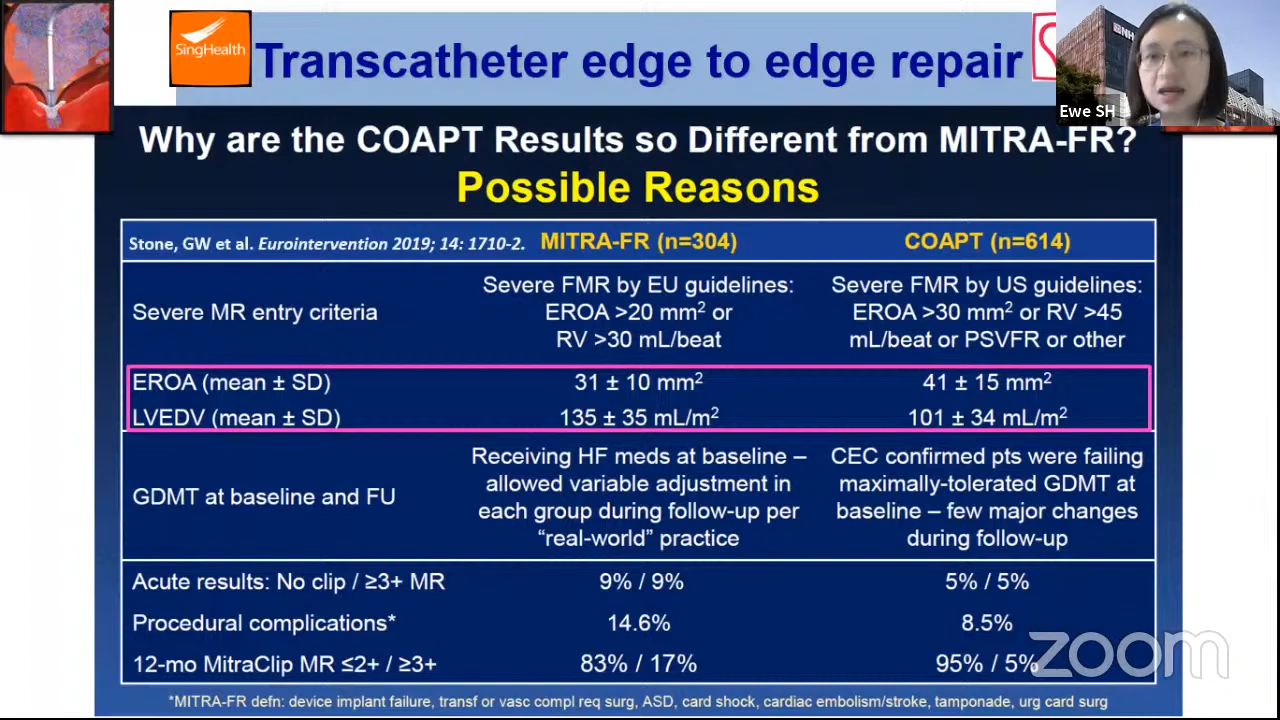 SingHealth
Transcatheter edge to edge repair
NH
Ewe SH
Why are the COAPT Results so Different from MITRA-FR?
Possible Reasons
Stone, GW et al. Eurointervention 2019; 14: 1710-2. MITRA-FR (n=304) COAPT (n=614)
Severe MR entry criteria
Severe FMR by EU guidelines:
EROA >20 mm² or
RV >30 mL/beat
Severe FMR by US guidelines:
EROA >30 mm² or RV >45
mL/beat or PSVFR or other
EROA (mean ± SD) 31 ± 10 mm² 41 ± 15 mm²
LVEDV (mean ± SD) 135 ± 35 mL/m² 101 ± 34 mL/m²
GDMT at baseline and FU
Receiving HF meds at baseline –
allowed variable adjustment in
each group during follow-up per
“real-world” practice
CEC confirmed pts were failing
maximally-tolerated GDMT at
baseline – few major changes
during follow-up
Acute results: No clip / ≥3+ MR 9% / 9% 5% / 5%
Procedural complications* 14.6% 8.5%
12-mo MitraClip MR ≤2+ / ≥3+ 83% / 17% 95% / 5%
zoom
*MITRA-FR defn: device implant failure, transf or vasc compl req surg, ASD, card shock, cardiac embolism/stroke, tamponade, urg card surg